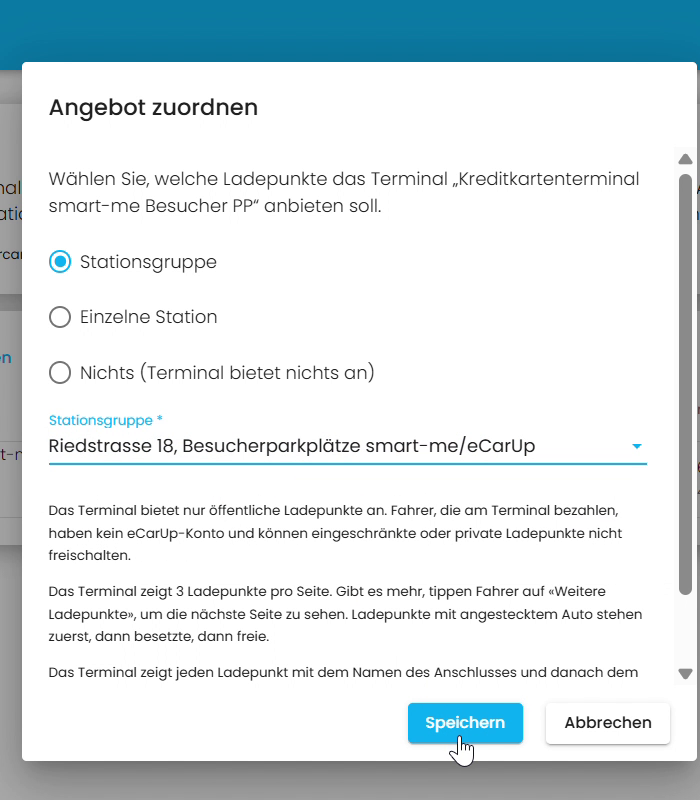 Angebot zuordnen
Wählen Sie, welche Ladepunkte das Terminal „Kreditkartenterminal
smart-me Besucher PP“ anbieten soll.
Stationsgruppe
Einzelne Station
Nichts (Terminal bietet nichts an)
Stationsgruppe *
Riedstrasse 18, Besucherparkplätze smart-me/eCarUp
Das Terminal bietet nur öffentliche Ladepunkte an. Fahrer, die am Terminal bezahlen,
haben kein eCarUp-Konto und können eingeschränkte oder private Ladepunkte nicht
freischalten.
Das Terminal zeigt 3 Ladepunkte pro Seite. Gibt es mehr, tippen Fahrer auf «Weitere
Ladepunkte», um die nächste Seite zu sehen. Ladepunkte mit angestecktem Auto stehen
zuerst, dann besetzte, dann freie.
Das Terminal zeigt jeden Ladepunkt mit dem Namen des Anschlusses und danach dem
Speichern
Abbrechen